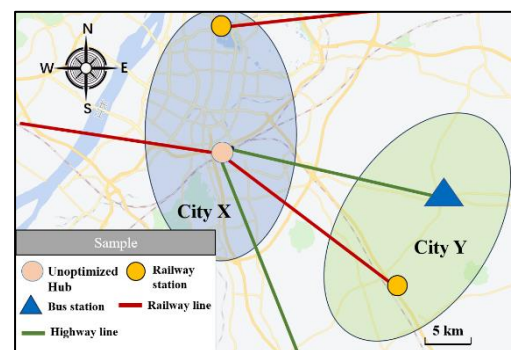 N
W E
S
City X
City Y
Sample
Unoptimized Hub
Railway station
Bus station
Railway line
Highway line
5 km